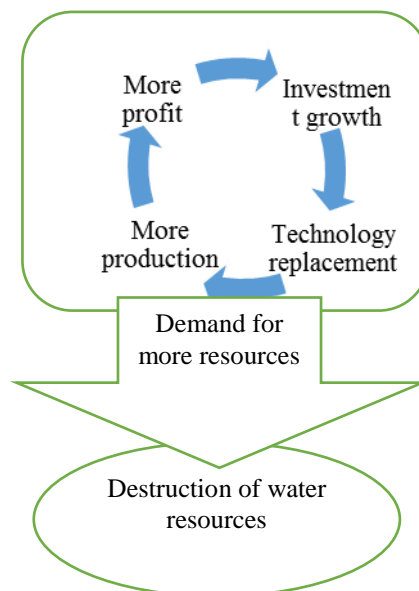 More
profit
Investmen
t growth
More
production
Technology
replacement
Demand for
more resources
Destruction of water
resources